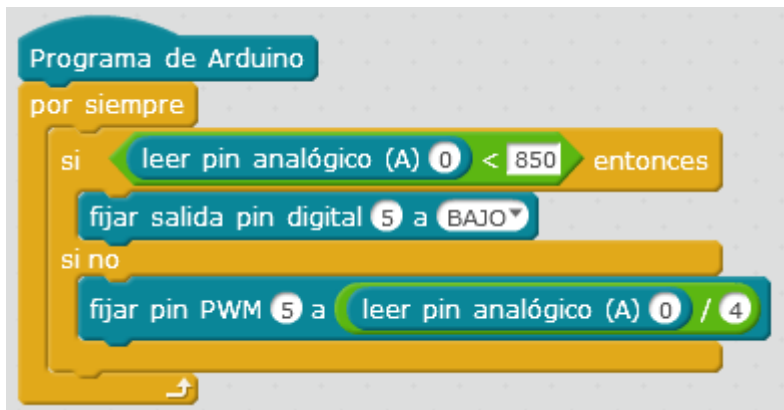 Programa de Arduino
por siempre
si leer pin analógico (A) 0 < 850 entonces
fijar salida pin digital 5 a BAJO
si no
fijar pin PWM 5 a leer pin analógico (A) 0 / 4